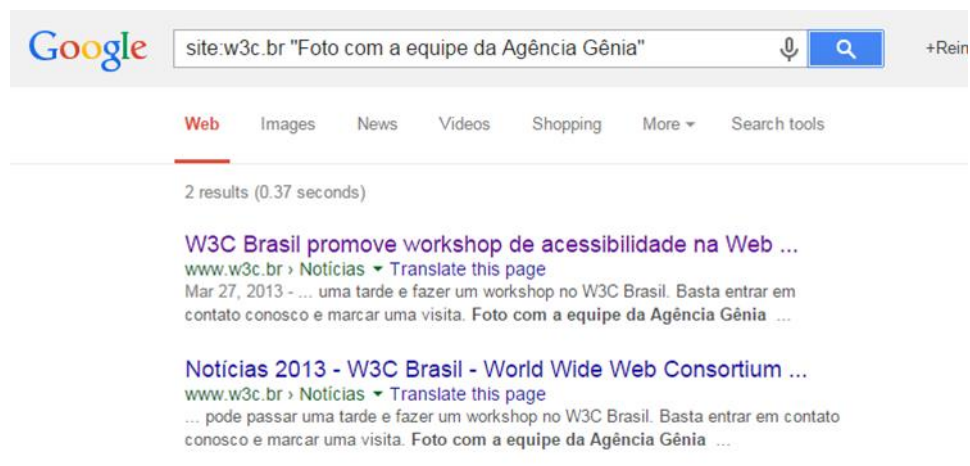 Google site:w3c.br "Foto com a equipe da Agência Gênia" +Rein
Web Images News Videos Shopping More Search tools
2 results (0.37 seconds)
W3C Brasil promove workshop de acessibilidade na Web ...
www.w3c.br › Notícias Translate this page
Mar 27, 2013 - ... uma tarde e fazer um workshop no W3C Brasil. Basta entrar em
contato conosco e marcar uma visita. Foto com a equipe da Agência Gênia ...
Notícias 2013 - W3C Brasil - World Wide Web Consortium ...
www.w3c.br › Notícias Translate this page
... pode passar uma tarde e fazer um workshop no W3C Brasil. Basta entrar em contato
conosco e marcar uma visita. Foto com a equipe da Agência Gênia ...